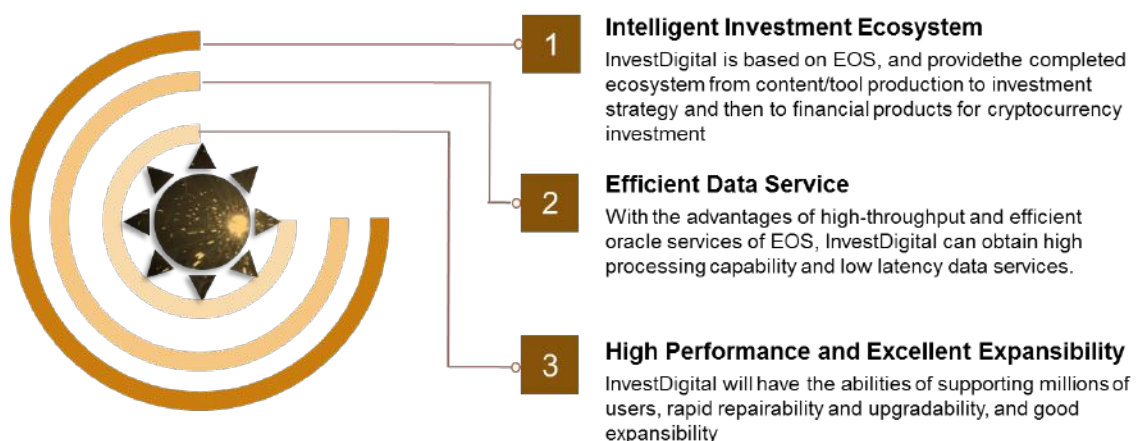 1
Intelligent Investment Ecosystem
InvestDigital is based on EOS, and providethe completed
ecosystem from content/tool production to investment
strategy and then to financial products for cryptocurrency
investment
2
Efficient Data Service
With the advantages of high-throughput and efficient
oracle services of EOS, InvestDigital can obtain high
processing capability and low latency data services.
3
High Performance and Excellent Expansibility
InvestDigital will have the abilities of supporting millions of
users, rapid repairability and upgradability, and good
expansibility